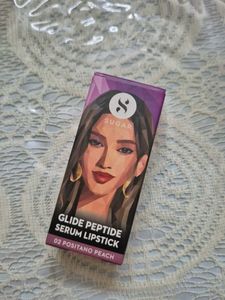 SUGAR
GLIDE PEPTIDE
SERUM LIPSTICK
02 POSITANO PEACH